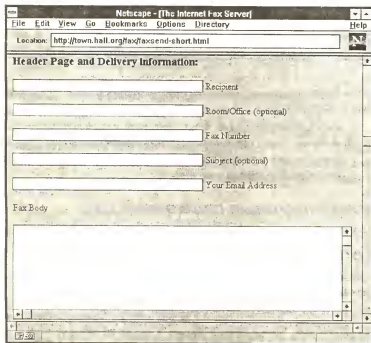 Netscape - [The Internet Fax Server]
File Edit View Go Bookmarks Options Directory Help
Location: http://town.hall.org/fax/faxsend-short.html
N
Header Page and Delivery Information:
Recipient
Room/Office (optional)
Fax Number
Subject (optional)
Your Email Address
Fax Body